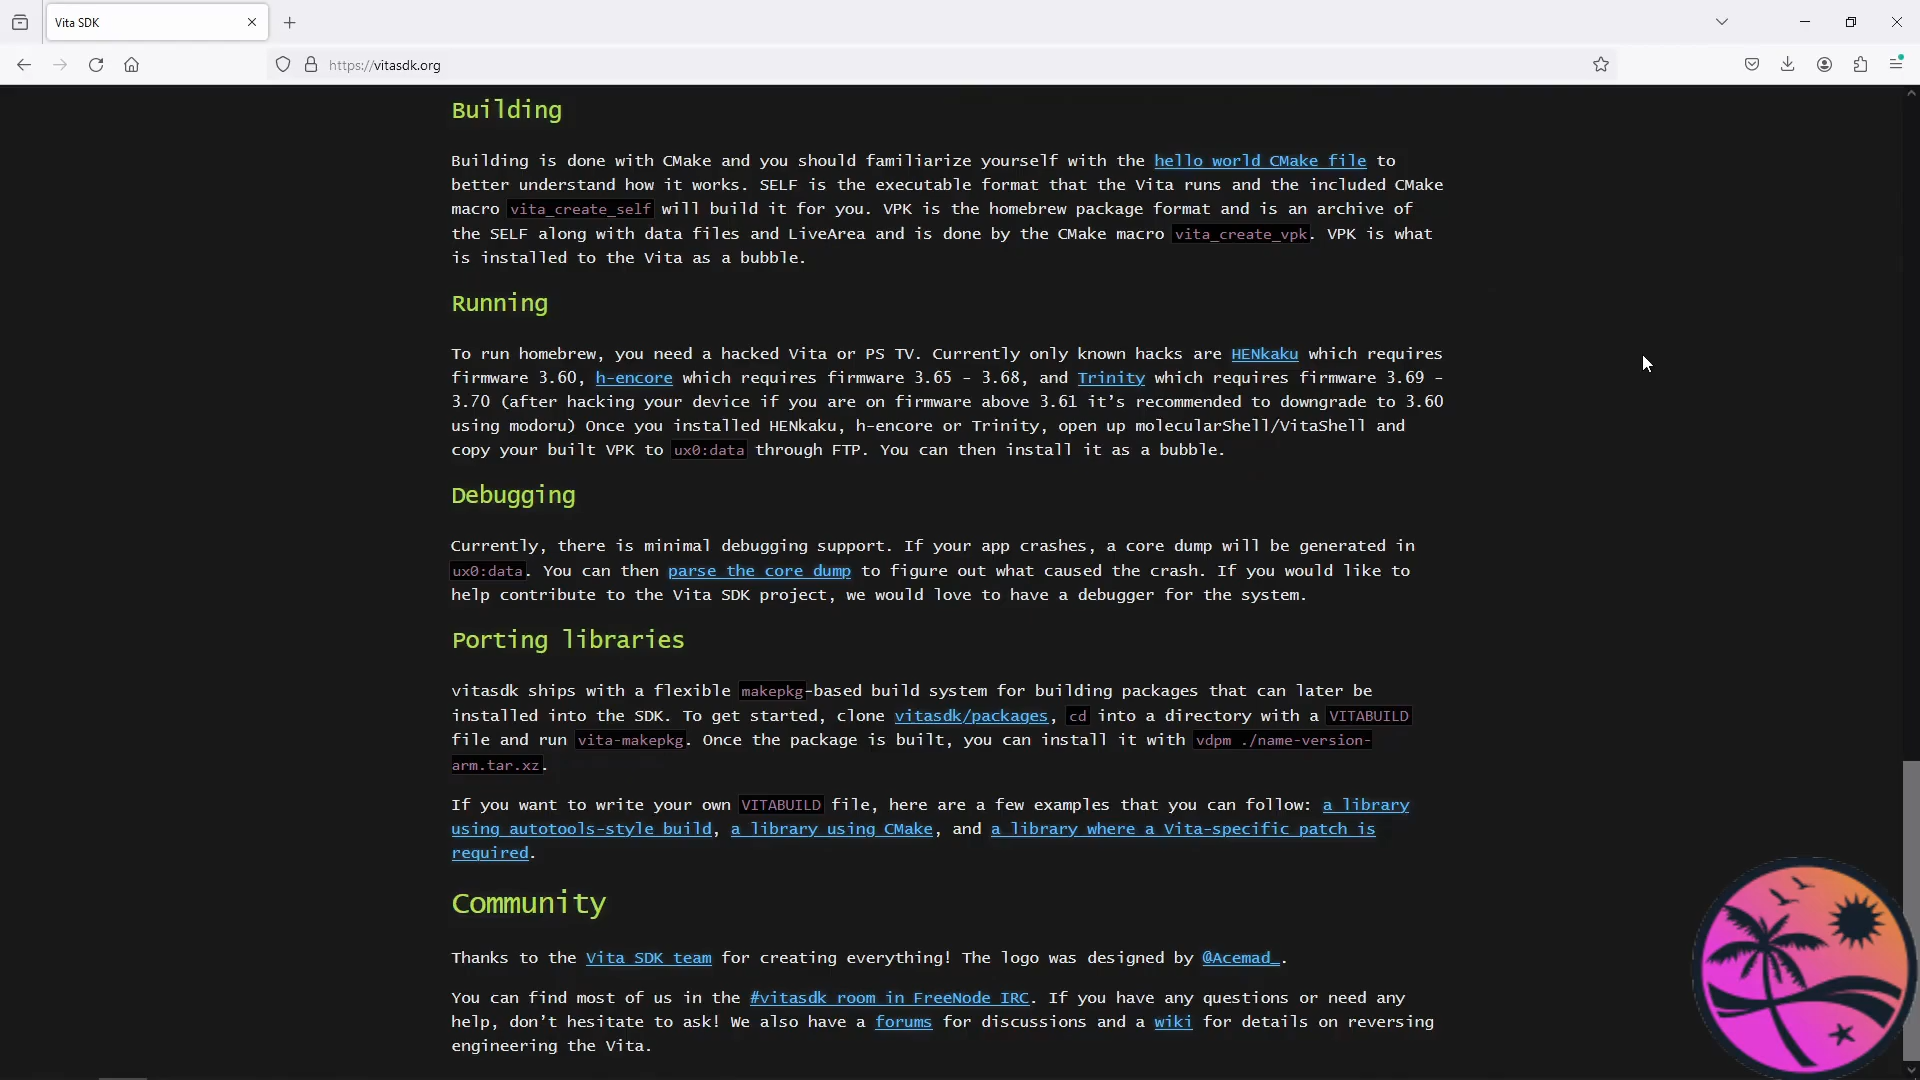 Vita SDK
https://vitasdk.org
Building
Building is done with CMake and you should familiarize yourself with the hello world CMake file to
better understand how it works. SELF is the executable format that the Vita runs and the included CMake
macro vita_create_self will build it for you. VPK is the homebrew package format and is an archive of
the SELF along with data files and LiveArea and is done by the CMake macro vita_create_vpk. VPK is what
is installed to the Vita as a bubble.
Running
To run homebrew, you need a hacked Vita or PS TV. Currently only known hacks are HENkaku which requires
firmware 3.60, h-encore which requires firmware 3.65 - 3.68, and Trinity which requires firmware 3.69 -
3.70 (after hacking your device if you are on firmware above 3.61 it’s recommended to downgrade to 3.60
using modoru) Once you installed HENkaku, h-encore or Trinity, open up molecularShell/VitaShell and
copy your built VPK to ux0:data through FTP. You can then install it as a bubble.
Debugging
Currently, there is minimal debugging support. If your app crashes, a core dump will be generated in
ux0:data. You can then parse the core dump to figure out what caused the crash. If you would like to
help contribute to the Vita SDK project, we would love to have a debugger for the system.
Porting libraries
vitasdk ships with a flexible makepkg-based build system for building packages that can later be
installed into the SDK. To get started, clone vitasdk/packages, cd into a directory with a VITABUILD
file and run vita-makepkg. Once the package is built, you can install it with vdpm ./name-version-
arm.tar.xz.
If you want to write your own VITABUILD file, here are a few examples that you can follow: a library
using autotools-style build, a library using CMake, and a library where a Vita-specific patch is
required.
Community
Thanks to the Vita SDK team for creating everything! The logo was designed by @Acemad_.
You can find most of us in the #vitasdk room in FreeNode IRC. If you have any questions or need any
help, don’t hesitate to ask! We also have a forums for discussions and a wiki for details on reversing
engineering the Vita.